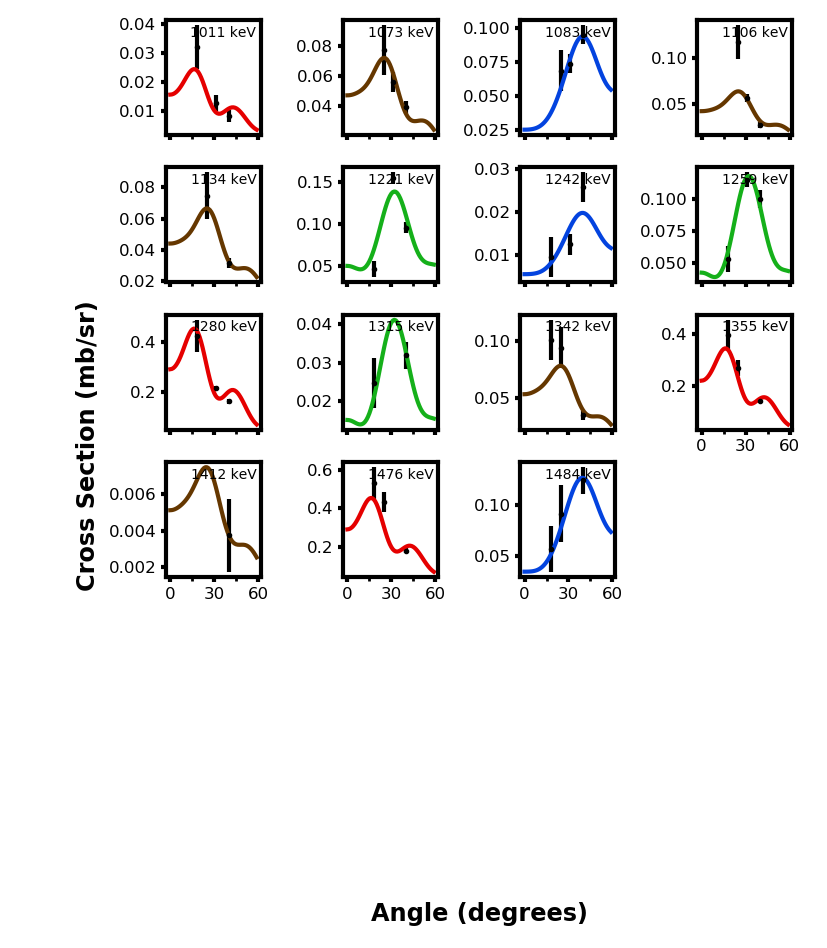 1011 keV
0.04
0.03
0.02
0.01
1073 keV
0.08
0.06
0.04
1083 keV
0.100
0.075
0.050
0.025
1106 keV
0.10
0.05
1134 keV
0.08
0.06
0.04
0.02
1221 keV
0.15
0.10
0.05
1242 keV
0.03
0.02
0.01
1259 keV
0.100
0.075
0.050
1280 keV
0.4
0.2
1315 keV
0.04
0.03
0.02
1342 keV
0.10
0.05
1355 keV
0.4
0.2
0 30 60
1412 keV
0.006
0.004
0.002
0 30 60
1476 keV
0.6
0.4
0.2
0 30 60
1484 keV
0.10
0.05
0 30 60
Cross Section (mb/sr)
Angle (degrees)